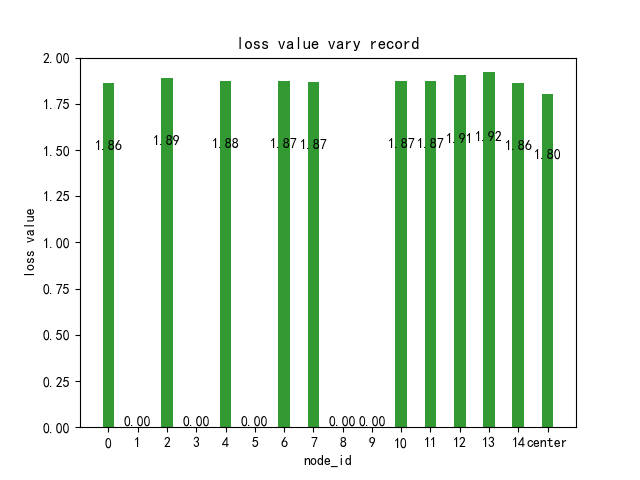 loss value vary record
2.00
1.75
1.50
1.25
1.00
0.75
0.50
0.25
0.00
loss value
1.86 0.00 1.89 0.00 1.88 0.00 1.87 1.87 0.00 0.00 1.87 1.87 1.91 1.92 1.86 1.80
0 1 2 3 4 5 6 7 8 9 10 11 12 13 14 center
node_id